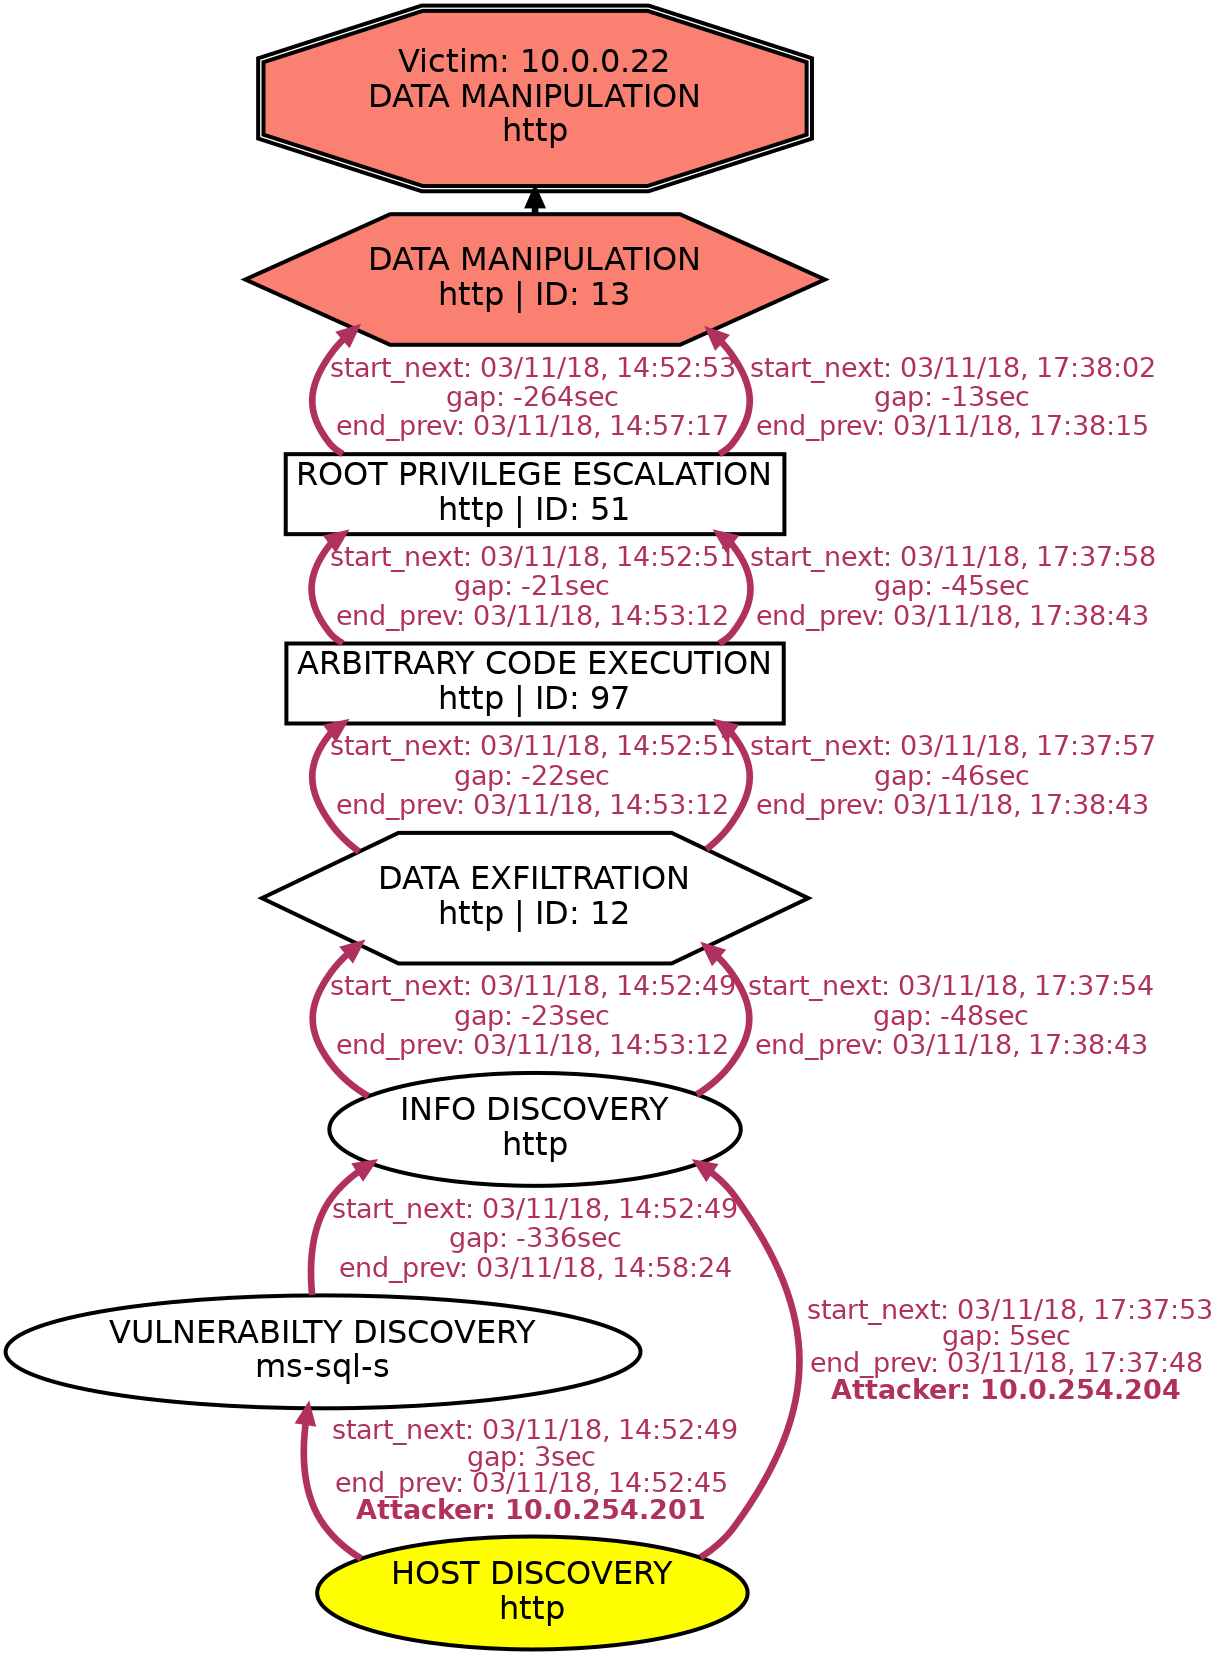 Victim: 10.0.0.22
DATA MANIPULATION
http
DATA MANIPULATION
http | ID: 13
start_next: 03/11/18, 14:52:53
gap: -264sec
end_prev: 03/11/18, 14:57:17
start_next: 03/11/18, 17:38:02
gap: -13sec
end_prev: 03/11/18, 17:38:15
ROOT PRIVILEGE ESCALATION
http | ID: 51
start_next: 03/11/18, 14:52:51
gap: -21sec
end_prev: 03/11/18, 14:53:12
start_next: 03/11/18, 17:37:58
gap: -45sec
end_prev: 03/11/18, 17:38:43
ARBITRARY CODE EXECUTION
http | ID: 97
start_next: 03/11/18, 14:52:51
gap: -22sec
end_prev: 03/11/18, 14:53:12
start_next: 03/11/18, 17:37:57
gap: -46sec
end_prev: 03/11/18, 17:38:43
DATA EXFILTRATION
http | ID: 12
start_next: 03/11/18, 14:52:49
gap: -23sec
end_prev: 03/11/18, 14:53:12
start_next: 03/11/18, 17:37:54
gap: -48sec
end_prev: 03/11/18, 17:38:43
INFO DISCOVERY
http
start_next: 03/11/18, 14:52:49
gap: -336sec
end_prev: 03/11/18, 14:58:24
start_next: 03/11/18, 17:37:53
gap: 5sec
end_prev: 03/11/18, 17:37:48
Attacker: 10.0.254.204
VULNERABILTY DISCOVERY
ms-sql-s
start_next: 03/11/18, 14:52:49
gap: 3sec
end_prev: 03/11/18, 14:52:45
Attacker: 10.0.254.201
HOST DISCOVERY
http